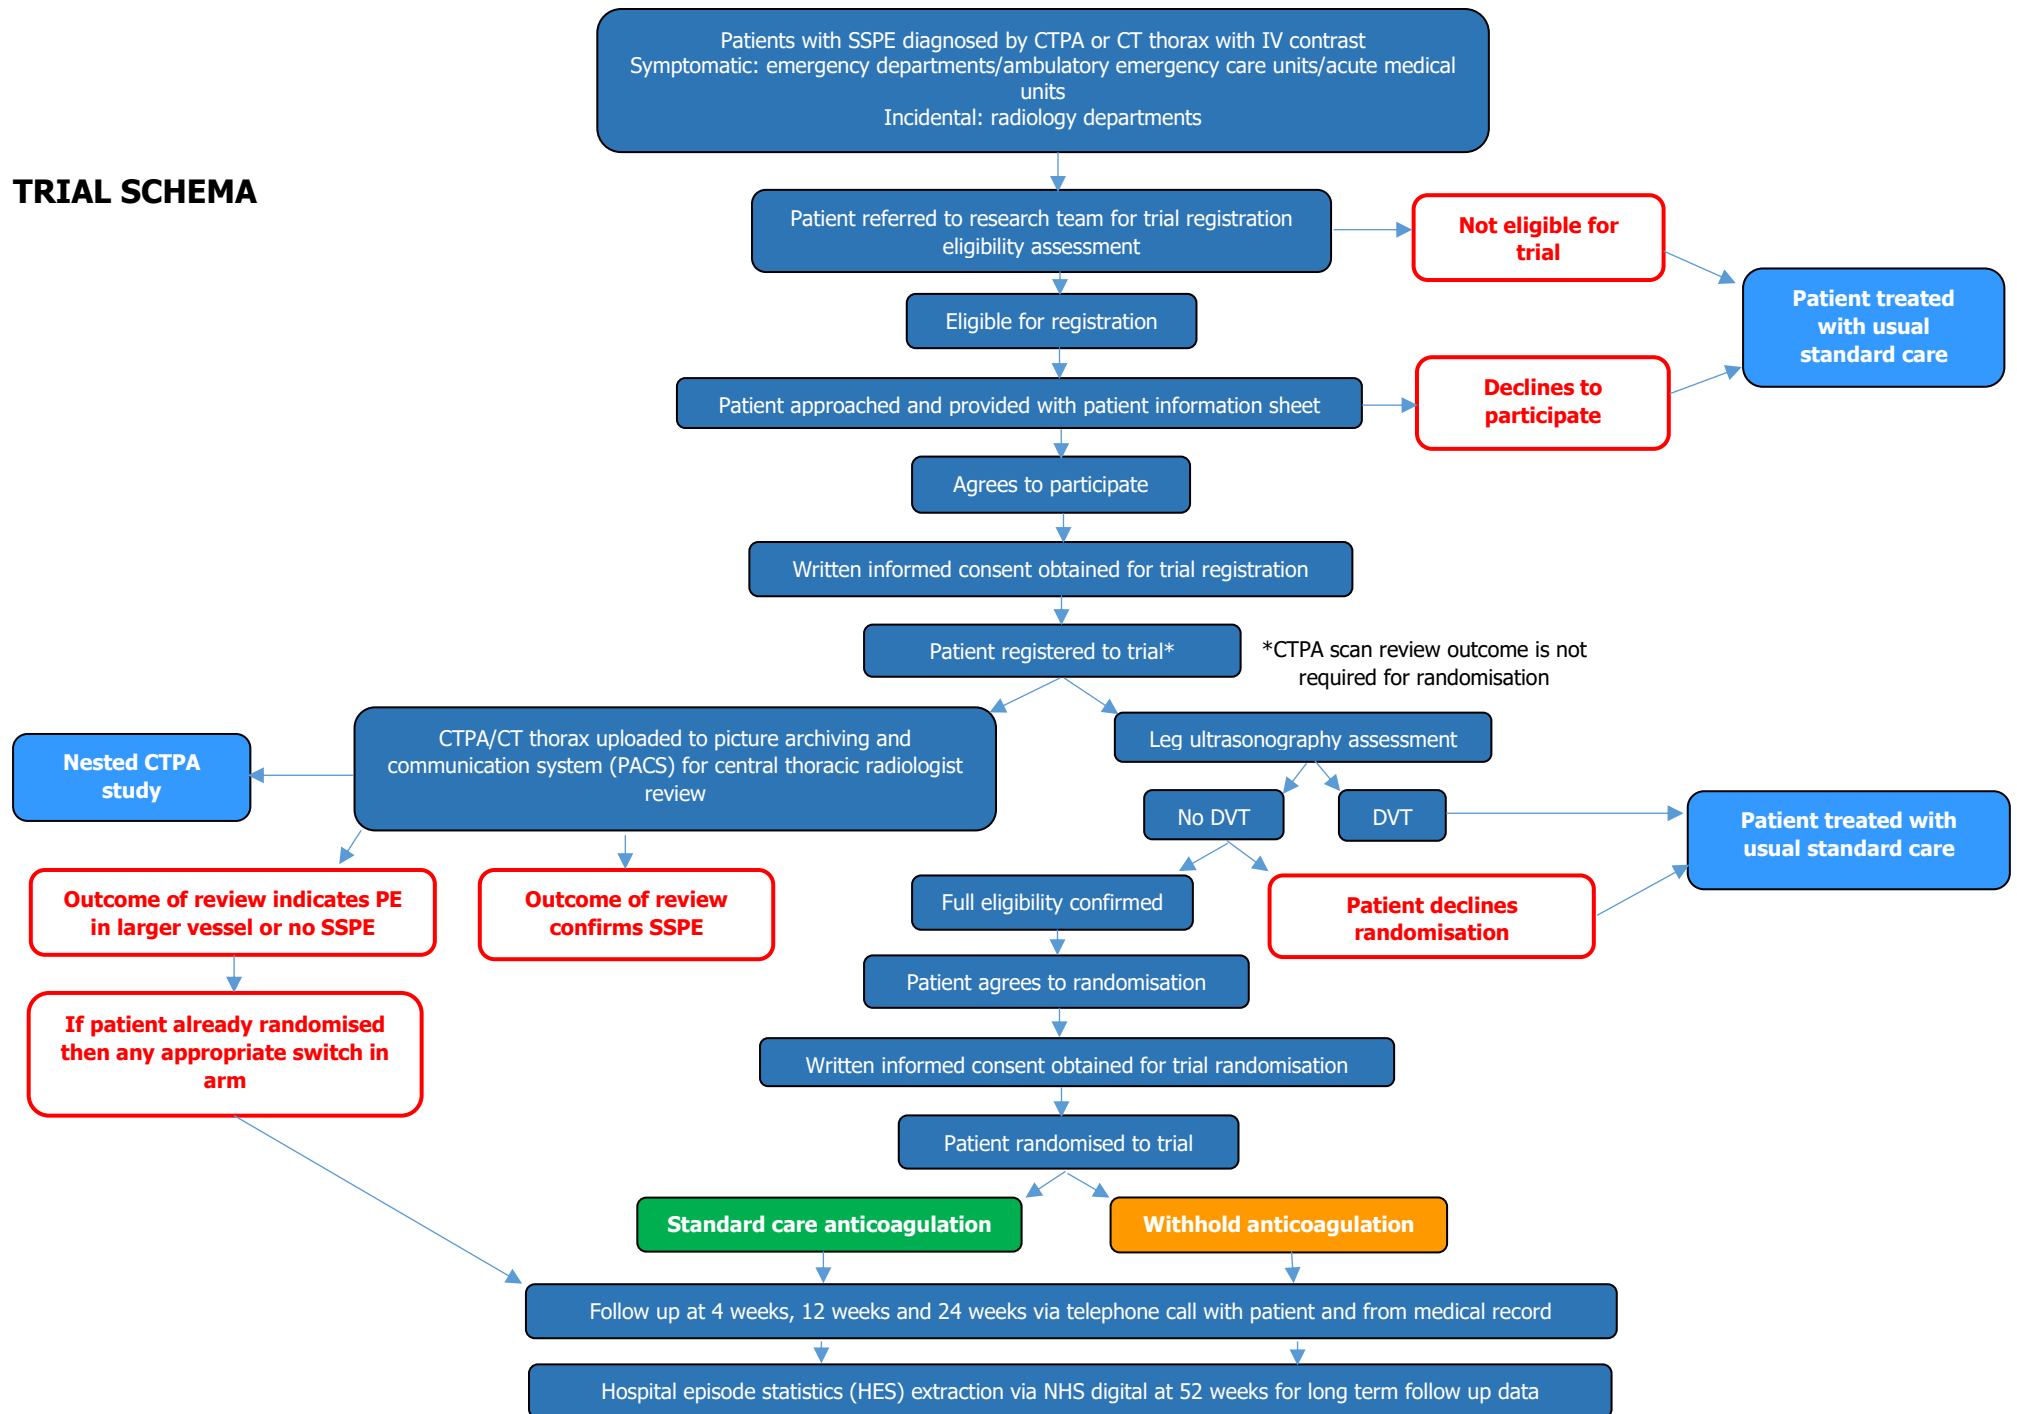 Patients with SSPE diagnosed by CTPA or CT thorax with IV contrast
Symptomatic: emergency departments/ambulatory emergency care units/acute medical
units
Incidental: radiology departments
TRIAL SCHEMA
Patient referred to research team for trial registration
eligibility assessment
Not eligible for
trial
Patient treated
with usual
standard care
Eligible for registration
Patient approached and provided with patient information sheet
Declines to
participate
Agrees to participate
Written informed consent obtained for trial registration
Patient registered to trial*
*CTPA scan review outcome is not
required for randomisation
Nested CTPA
study
CTPA/CT thorax uploaded to picture archiving and
communication system (PACS) for central thoracic radiologist
review
Leg ultrasonography assessment
No DVT
DVT
Patient treated with
usual standard care
Outcome of review indicates PE
in larger vessel or no SSPE
Outcome of review
confirms SSPE
Full eligibility confirmed
Patient declines
randomisation
Patient agrees to randomisation
If patient already randomised
then any appropriate switch in
arm
Written informed consent obtained for trial randomisation
Patient randomised to trial
Standard care anticoagulation
Withhold anticoagulation
Follow up at 4 weeks, 12 weeks and 24 weeks via telephone call with patient and from medical record
Hospital episode statistics (HES) extraction via NHS digital at 52 weeks for long term follow up data